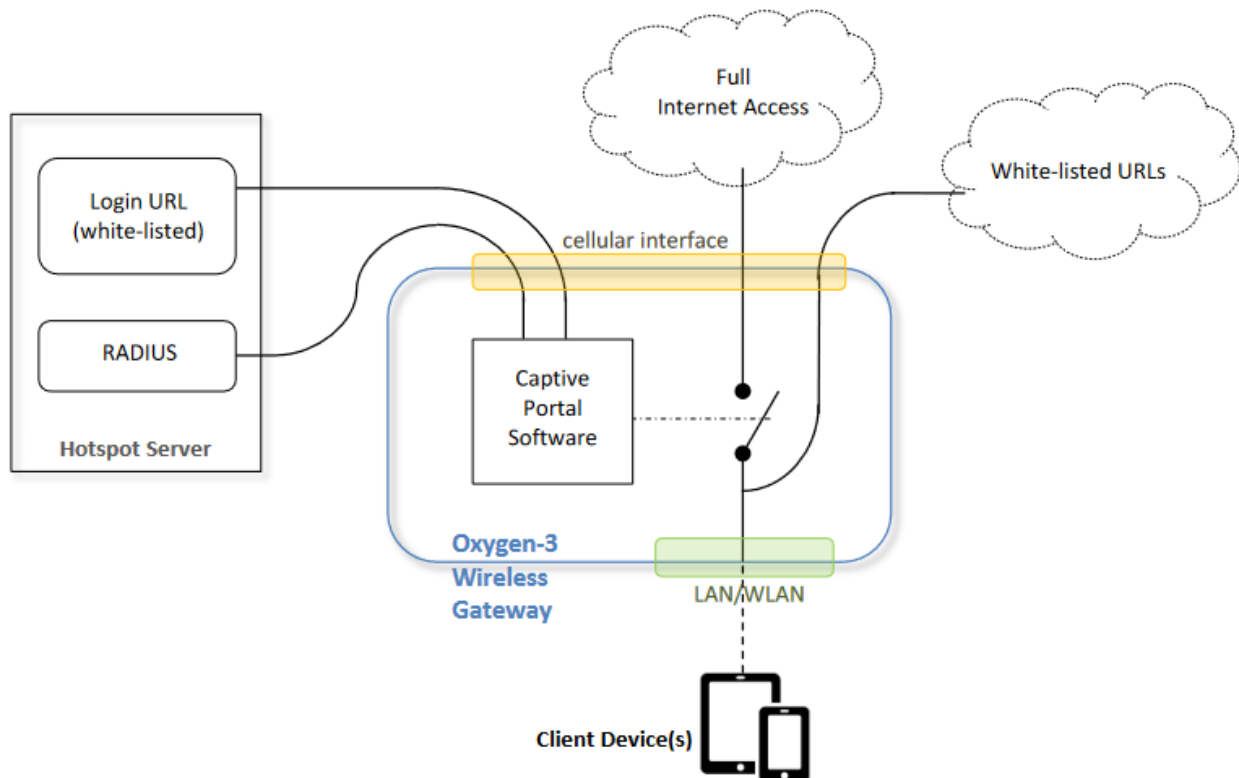 Full
Internet Access
White-listed URLs
Login URL
(white-listed)
RADIUS
Hotspot Server
cellular interface
Captive
Portal
Software
Oxygen-3
Wireless
Gateway
LAN/WLAN
Client Device(s)